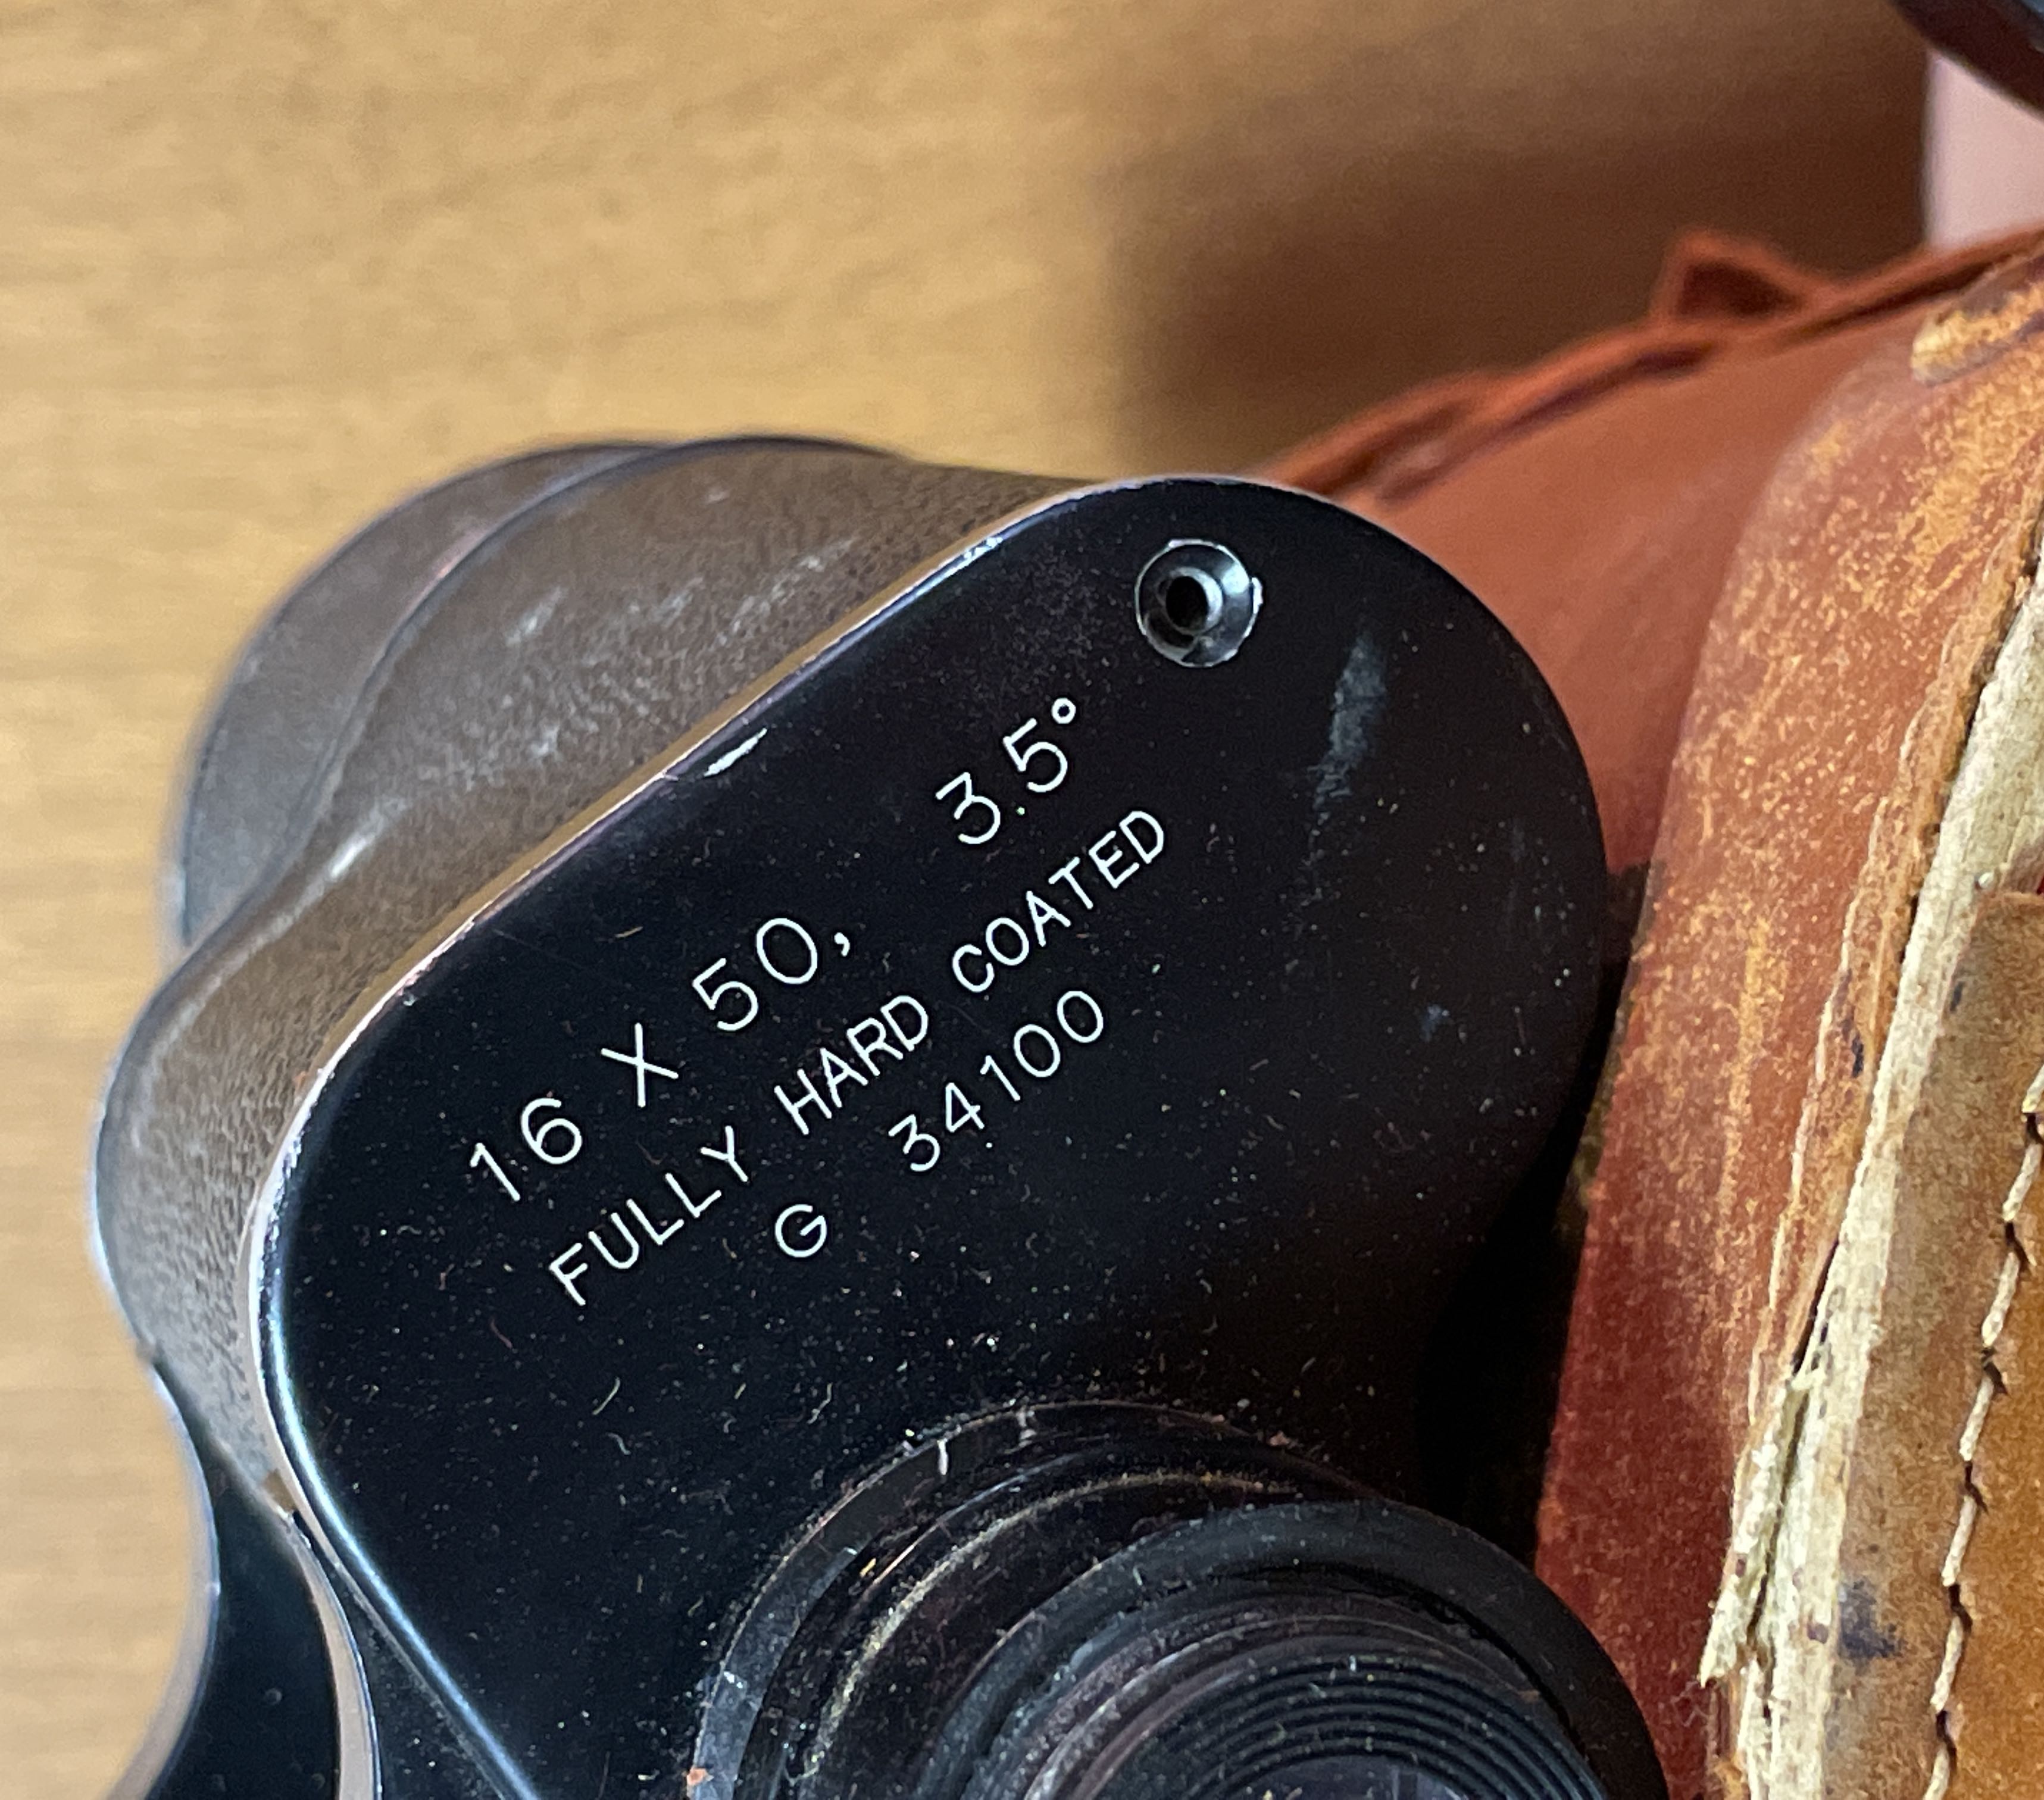 16 X 50, 3.5°
FULLY HARD COATED
G 34100